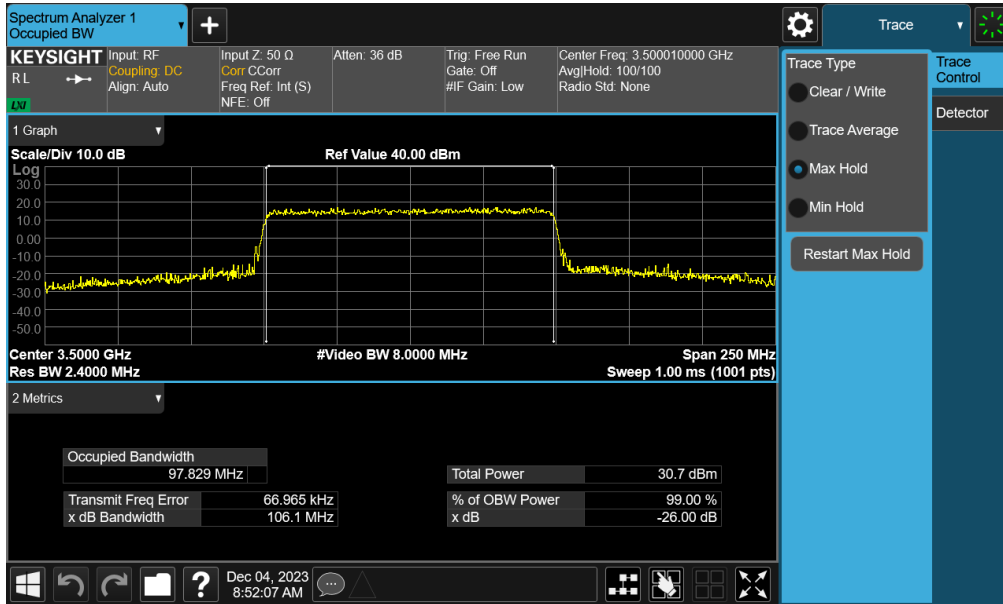 Spectrum Analyzer 1
Occupied BW
Trace
KEYSIGHT
R L
LXI
Input: RF
Coupling: DC
Align: Auto
Input Z: 50 Ω
Corr CCorr
Freq Ref: Int (S)
NFE: Off
Atten: 36 dB
Trig: Free Run
Gate: Off
#IF Gain: Low
Center Freq: 3.500010000 GHz
Avg|Hold: 100/100
Radio Std: None
1 Graph
Scale/Div 10.0 dB
Ref Value 40.00 dBm
Log
30.0
20.0
10.0
0.00
-10.0
-20.0
-30.0
-40.0
-50.0
Center 3.5000 GHz
#Video BW 8.0000 MHz
Span 250 MHz
Res BW 2.4000 MHz
Sweep 1.00 ms (1001 pts)
2 Metrics
Occupied Bandwidth
97.829 MHz
Total Power 30.7 dBm
Transmit Freq Error 66.965 kHz
% of OBW Power 99.00 %
x dB Bandwidth 106.1 MHz
x dB -26.00 dB
Trace Type
Clear / Write
Trace Average
Max Hold
Min Hold
Restart Max Hold
Trace
Control
Detector
?
Dec 04, 2023
8:52:07 AM